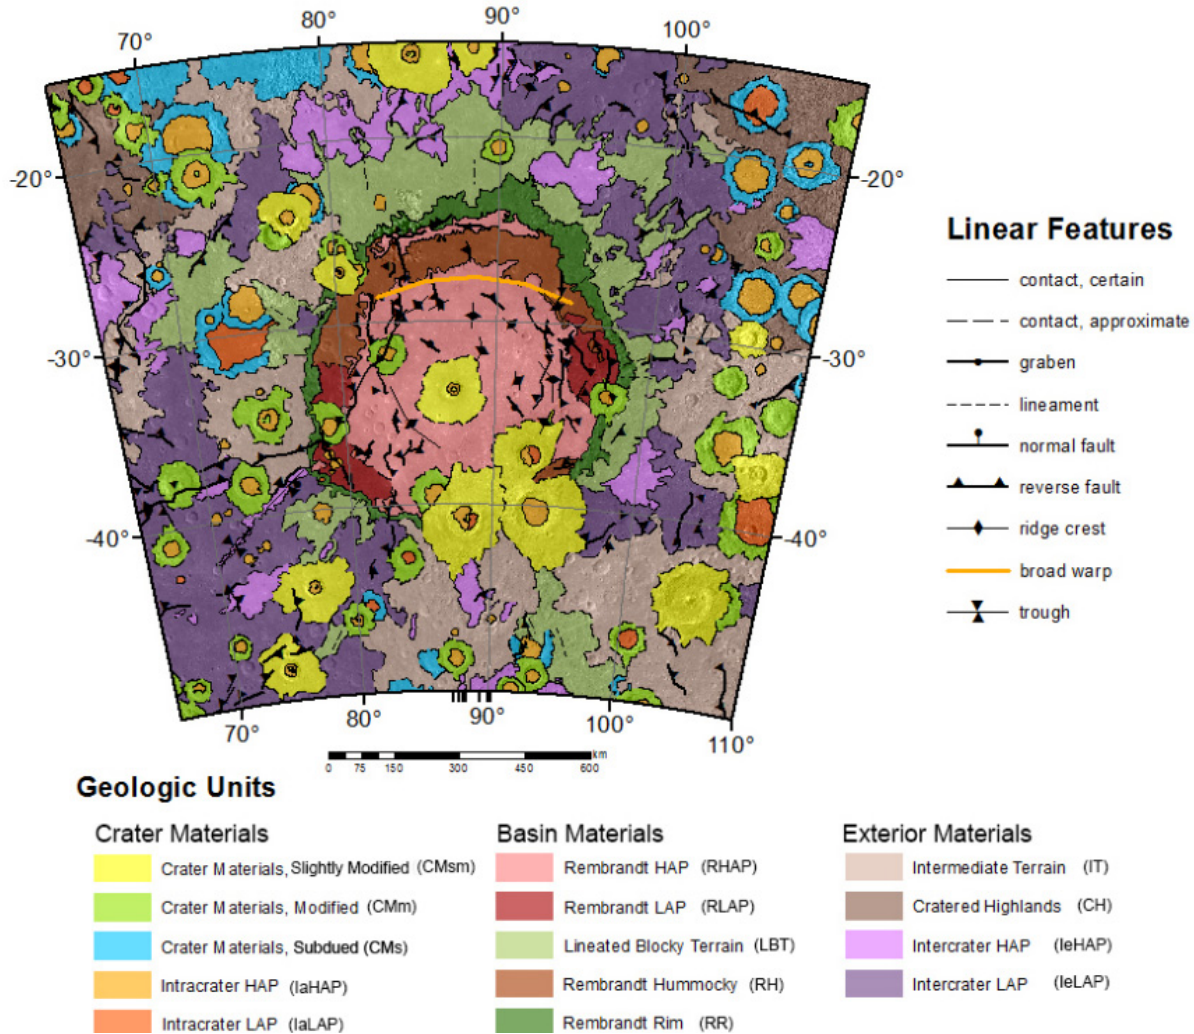 70°
80°
90°
100°
-20°
-20°
-30°
-30°
-40°
-40°
70°
80°
90°
100°
110°
km
0 75 150 300 450 600
Linear Features
contact, certain
contact, approximate
graben
lineament
normal fault
reverse fault
ridge crest
broad warp
trough
Geologic Units
Crater Materials
Crater Materials, Slightly Modified (CMsm)
Crater Materials, Modified (CMm)
Crater Materials, Subdued (CMs)
Intracrater HAP (IaHAP)
Intracrater LAP (IaLAP)
Basin Materials
Rembrandt HAP (RHAP)
Rembrandt LAP (RLAP)
Lineated Blocky Terrain (LBT)
Rembrandt Hummocky (RH)
Rembrandt Rim (RR)
Exterior Materials
Intermediate Terrain (IT)
Cratered Highlands (CH)
Intercrater HAP (IeHAP)
Intercrater LAP (IeLAP)